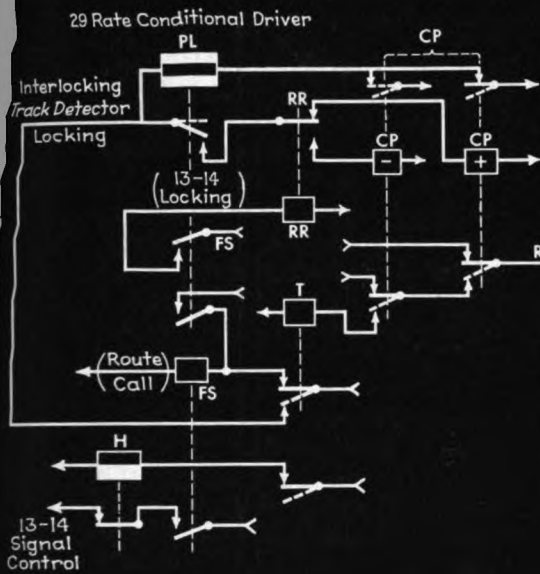 29 Rate Conditional Driver
PL
CP
Interlocking
Track Detector
Locking
RR
CP
CP
-
+
(13-14
Locking)
RR
FS
R
T
(Route
Call)
FS
H
13-14
Signal
Control